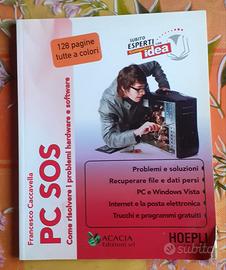 128 pagine
tutte a colori
SUBITO
ESPERTI
idea
Francesco Caccavella
PC SOS
Come risolvere i problemi hardware e software
Problemi e soluzioni
Recuperare file e dati persi
PC e Windows Vista
Internet e la posta elettronica
Trucchi e programmi gratuiti
ACACIA
Edizioni srl
HOEPLI
Subito